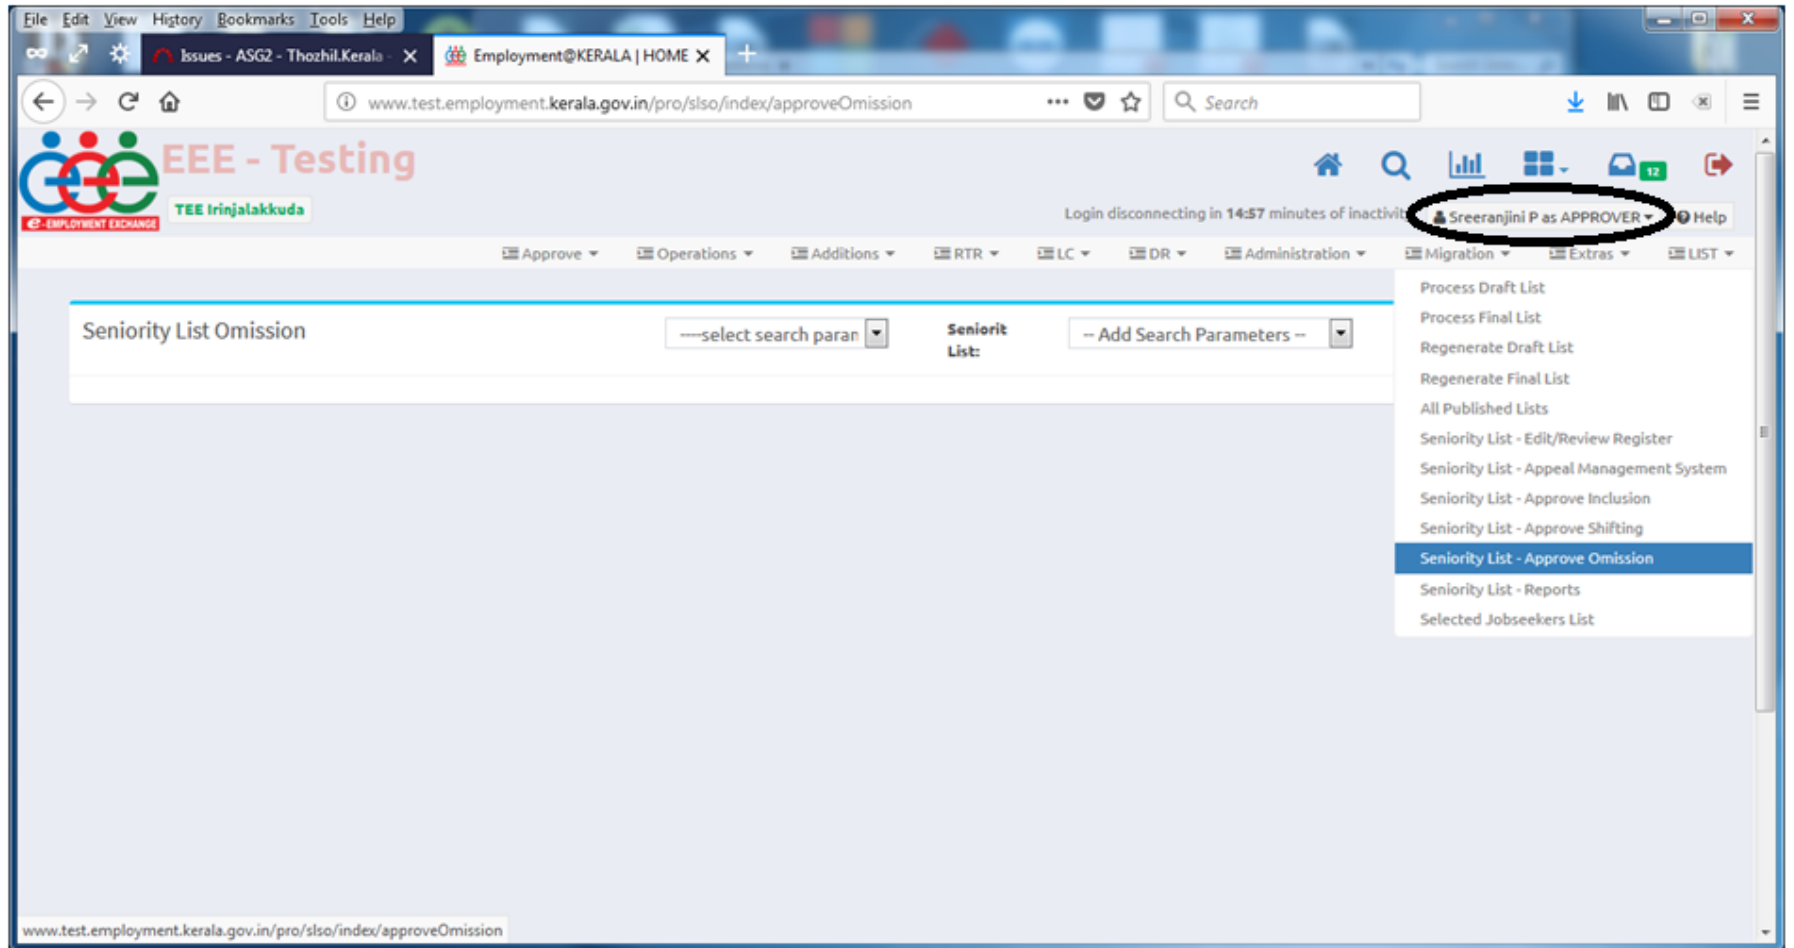 File Edit View History Bookmarks Tools Help
Issues - ASG2 - Thozhil.Kerala -
Employment@KERALA | HOME
www.test.employment.kerala.gov.in/pro/slso/index/approveOmission
Search
EEE - Testing
12
e-EMPLOYMENT EXCHANGE
TEE Irinjalakkuda
Login disconnecting in 14:57 minutes of inactivit
Sreeranjini P as APPROVER
Help
Approve Operations Additions RTR LC DR Administration Migration Extras LIST
Seniority List Omission
----select search paran
Seniorit
List:
-- Add Search Parameters --
Process Draft List
Process Final List
Regenerate Draft List
Regenerate Final List
All Published Lists
Seniority List - Edit/Review Register
Seniority List - Appeal Management System
Seniority List - Approve Inclusion
Seniority List - Approve Shifting
Seniority List - Approve Omission
Seniority List - Reports
Selected Jobseekers List
www.test.employment.kerala.gov.in/pro/slso/index/approveOmission